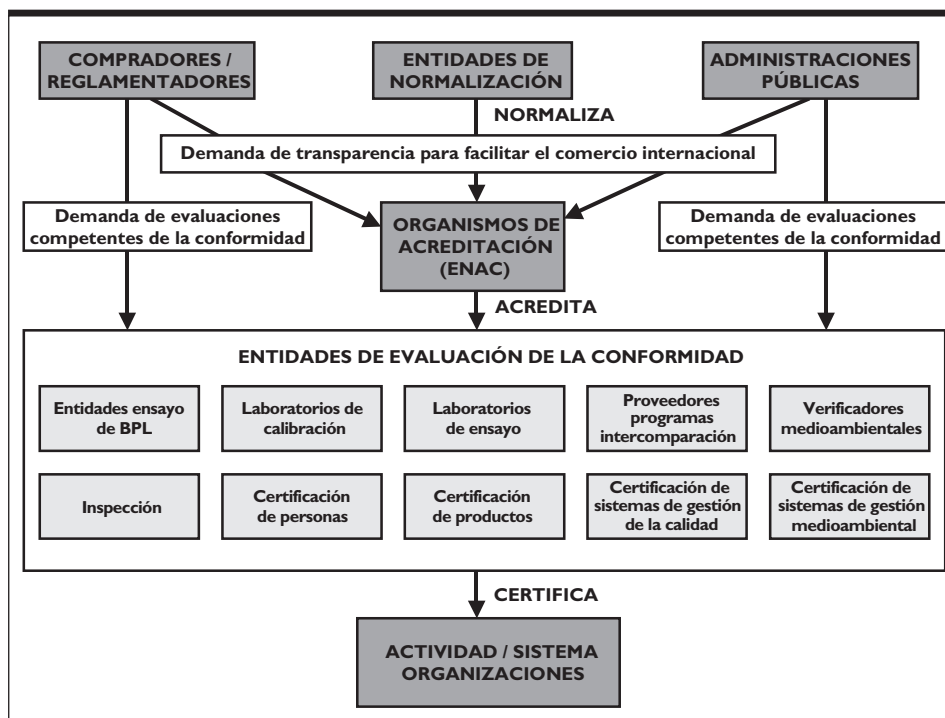 COMPRADORES /
REGLAMENTADORES
ENTIDADES DE
NORMALIZACIÓN
ADMINISTRACIONES
PÚBLICAS
NORMALIZA
Demanda de transparencia para facilitar el comercio internacional
Demanda de evaluaciones
competentes de la conformidad
ORGANISMOS DE
ACREDITACIÓN
(ENAC)
Demanda de evaluaciones
competentes de la conformidad
ACREDITA
ENTIDADES DE EVALUACIÓN DE LA CONFORMIDAD
Entidades ensayo
de BPL
Laboratorios de
calibración
Laboratorios
de ensayo
Proveedores
programas
intercomparación
Verificadores
medioambientales
Inspección
Certificación
de personas
Certificación
de productos
Certificación de
sistemas de gestión
de la calidad
Certificación de
sistemas de gestión
medioambiental
CERTIFICA
ACTIVIDAD / SISTEMA
ORGANIZACIONES